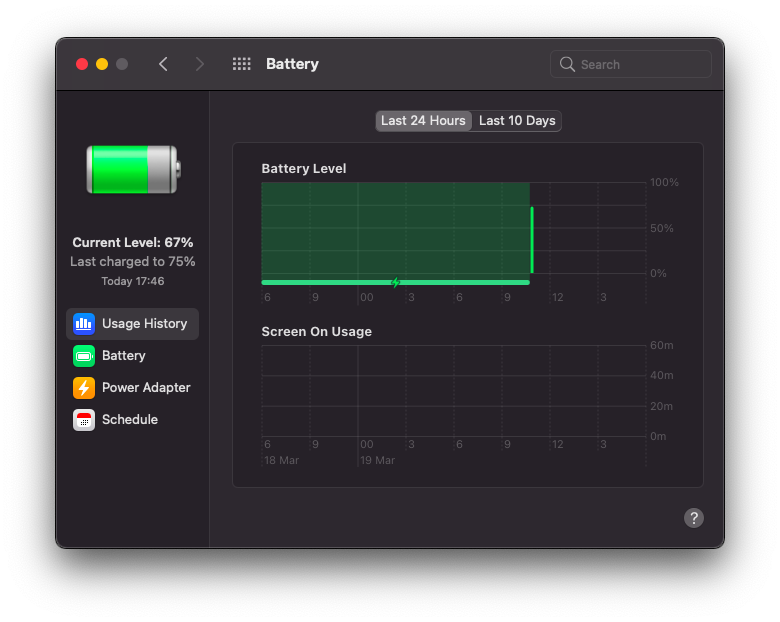 Battery
Search
Last 24 Hours
Last 10 Days
Current Level: 67%
Last charged to 75%
Today 17:46
Usage History
Battery
Power Adapter
Schedule
Battery Level
100%
50%
0%
6 9 00 3 6 9 12 3
Screen On Usage
60m
40m
20m
0m
6 9 00 3 6 9 12 3
18 Mar 19 Mar
?